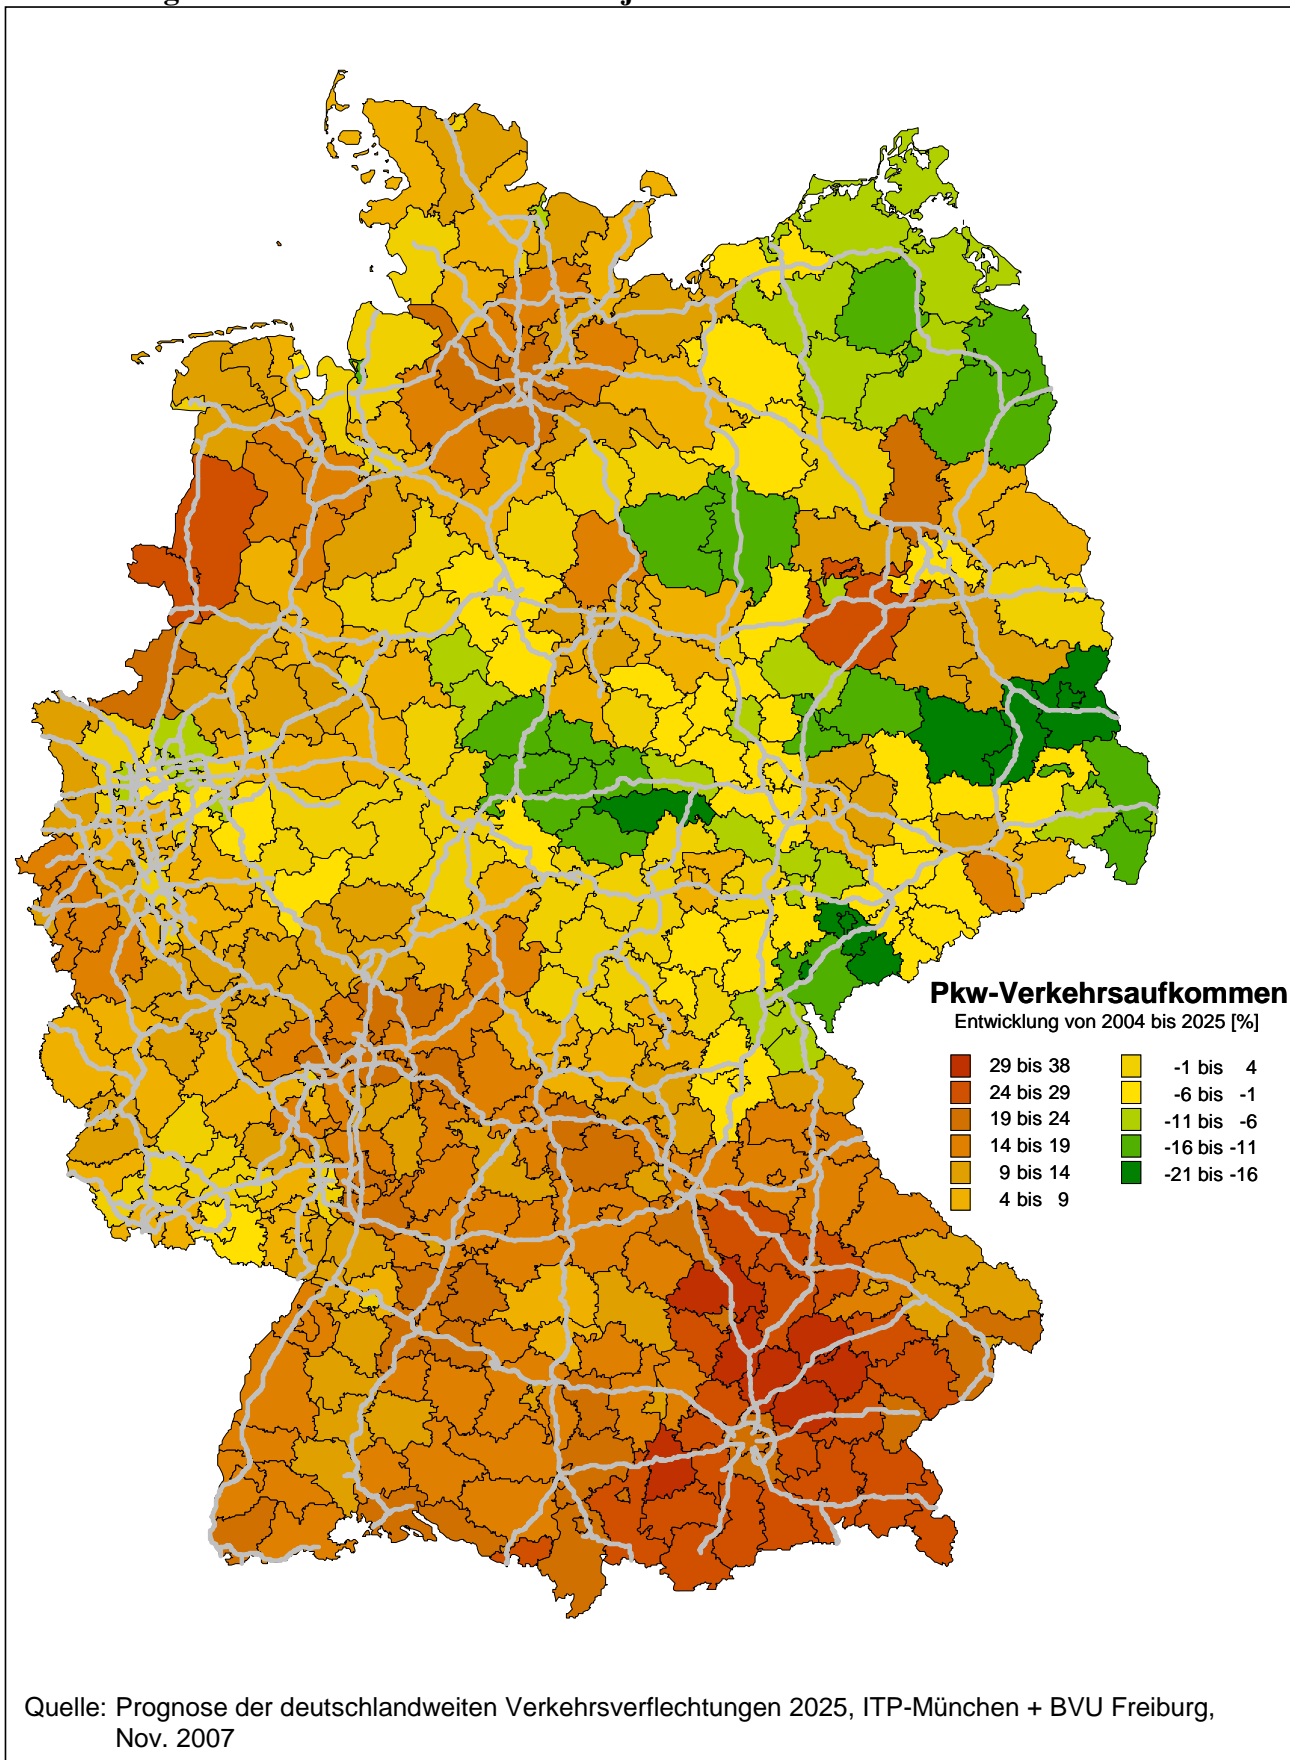 Pkw-Verkehrsaufkommen
Entwicklung von 2004 bis 2025 [%]
29 bis 38
24 bis 29
19 bis 24
14 bis 19
9 bis 14
4 bis 9
-1 bis 4
-6 bis -1
-11 bis -6
-16 bis -11
-21 bis -16
Quelle: Prognose der deutschlandweiten Verkehrsverflechtungen 2025, ITP-München + BVU Freiburg,
Nov. 2007